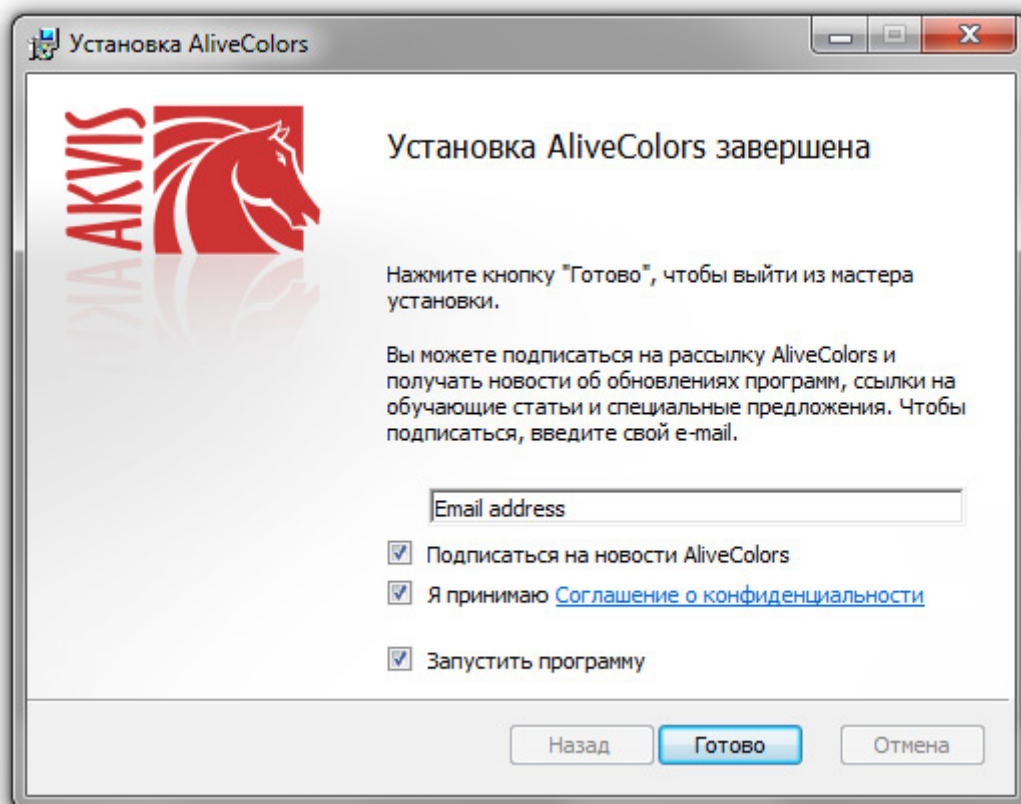 Установка AliveColors
AKVIS
Установка AliveColors завершена
Нажмите кнопку "Готово", чтобы выйти из мастера
установки.
Вы можете подписаться на рассылку AliveColors и
получать новости об обновлениях программ, ссылки на
обучающие статьи и специальные предложения. Чтобы
подписаться, введите свой e-mail.
Email address
Подписаться на новости AliveColors
Я принимаю Соглашение о конфиденциальности
Запустить программу
Назад Готово Отмена